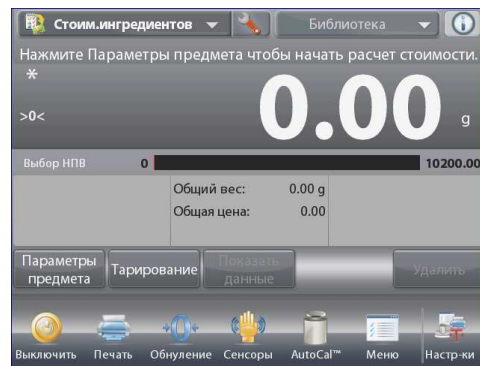 Стоим.ингредиентов Библиотека
Нажмите Параметры предмета чтобы начать расчет стоимости.
*
>0< 0.00 g
Выбор НПВ 0 10200.00
Общий вес: 0.00 g
Общая цена: 0.00
Параметры предмета Тарирование Показать данные Удалить
Выключить Печать Обнуление Сенсоры AutoCal™ Меню Настр-ки